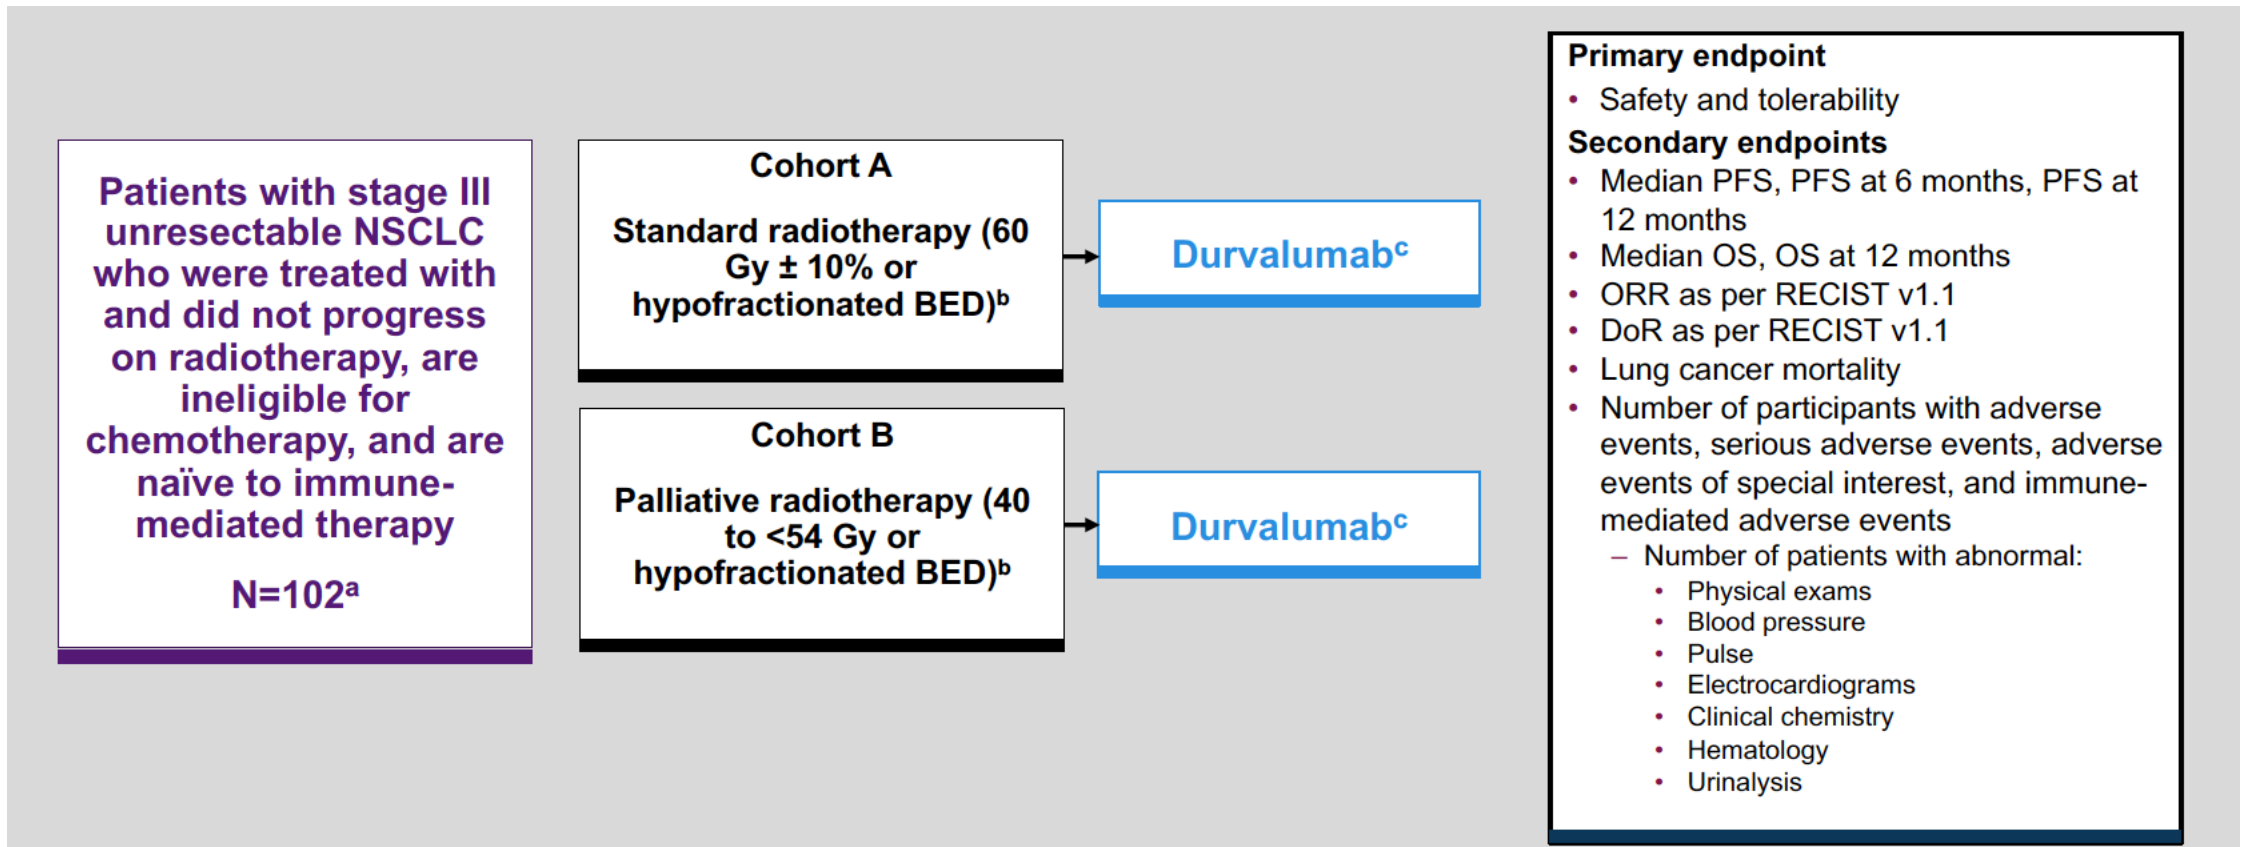 Patients with stage III
unresectable NSCLC
who were treated with
and did not progress
on radiotherapy, are
ineligible for
chemotherapy, and are
naïve to immune-
mediated therapy
N=102ᵃ
Cohort A
Standard radiotherapy (60
Gy ± 10% or
hypofractionated BED)ᵇ
Durvalumabᶜ
Cohort B
Palliative radiotherapy (40
to <54 Gy or
hypofractionated BED)ᵇ
Durvalumabᶜ
Primary endpoint
• Safety and tolerability
Secondary endpoints
• Median PFS, PFS at 6 months, PFS at
12 months
• Median OS, OS at 12 months
• ORR as per RECIST v1.1
• DoR as per RECIST v1.1
• Lung cancer mortality
• Number of participants with adverse
events, serious adverse events, adverse
events of special interest, and immune-
mediated adverse events
– Number of patients with abnormal:
• Physical exams
• Blood pressure
• Pulse
• Electrocardiograms
• Clinical chemistry
• Hematology
• Urinalysis